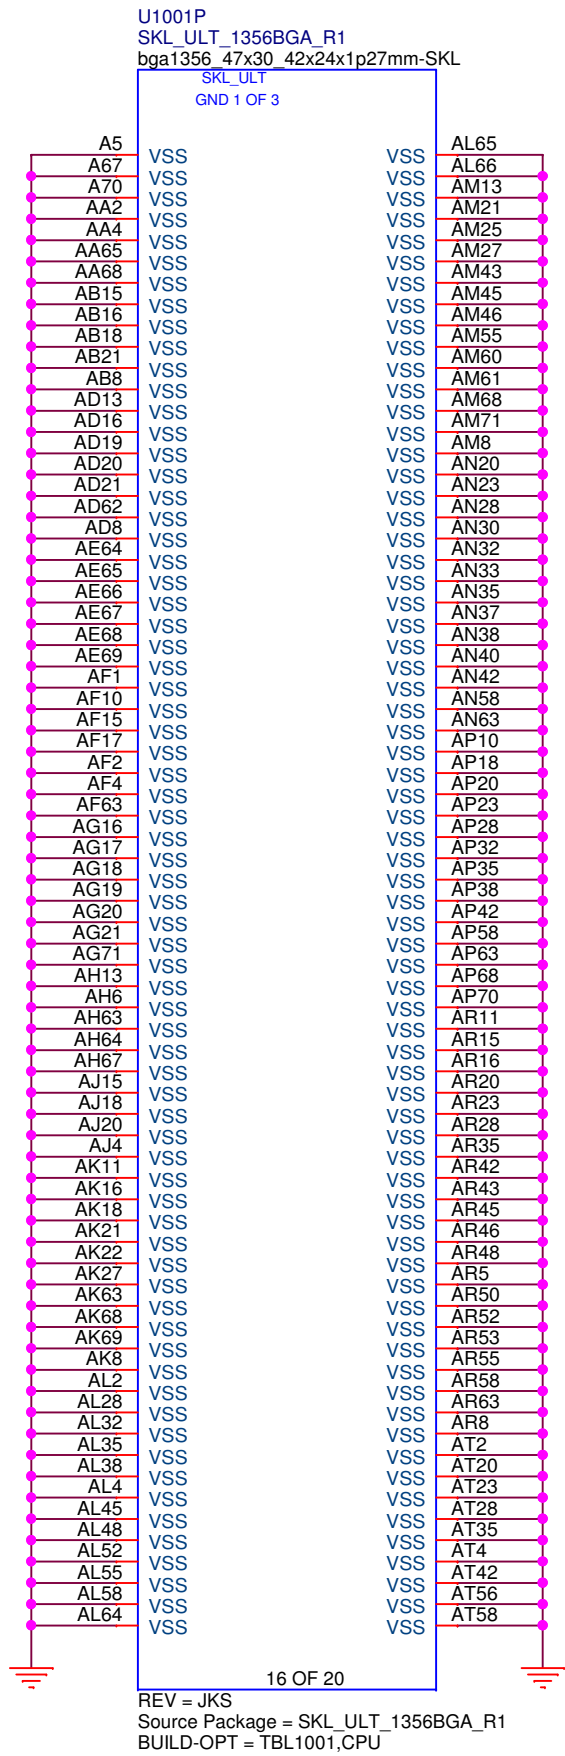 U1001P
SKL_ULT_1356BGA_R1
bga1356_47x30_42x24x1p27mm-SKL
SKL_ULT
GND 1 OF 3
A5 VSS VSS AL65
A67 VSS VSS AL66
A70 VSS VSS AM13
AA2 VSS VSS AM21
AA4 VSS VSS AM25
AA65 VSS VSS AM27
AA68 VSS VSS AM43
AB15 VSS VSS AM45
AB16 VSS VSS AM46
AB18 VSS VSS AM55
AB21 VSS VSS AM60
AB8 VSS VSS AM61
AD13 VSS VSS AM68
AD16 VSS VSS AM71
AD19 VSS VSS AM8
AD20 VSS VSS AN20
AD21 VSS VSS AN23
AD62 VSS VSS AN28
AD8 VSS VSS AN30
AE64 VSS VSS AN32
AE65 VSS VSS AN33
AE66 VSS VSS AN35
AE67 VSS VSS AN37
AE68 VSS VSS AN38
AE69 VSS VSS AN40
AF1 VSS VSS AN42
AF10 VSS VSS AN58
AF15 VSS VSS AN63
AF17 VSS VSS AP10
AF2 VSS VSS AP18
AF4 VSS VSS AP20
AF63 VSS VSS AP23
AG16 VSS VSS AP28
AG17 VSS VSS AP32
AG18 VSS VSS AP35
AG19 VSS VSS AP38
AG20 VSS VSS AP42
AG21 VSS VSS AP58
AG71 VSS VSS AP63
AH13 VSS VSS AP68
AH6 VSS VSS AP70
AH63 VSS VSS AR11
AH64 VSS VSS AR15
AH67 VSS VSS AR16
AJ15 VSS VSS AR20
AJ18 VSS VSS AR23
AJ20 VSS VSS AR28
AJ4 VSS VSS AR35
AK11 VSS VSS AR42
AK16 VSS VSS AR43
AK18 VSS VSS AR45
AK21 VSS VSS AR46
AK22 VSS VSS AR48
AK27 VSS VSS AR5
AK63 VSS VSS AR50
AK68 VSS VSS AR52
AK69 VSS VSS AR53
AK8 VSS VSS AR55
AL2 VSS VSS AR58
AL28 VSS VSS AR63
AL32 VSS VSS AR8
AL35 VSS VSS AT2
AL38 VSS VSS AT20
AL4 VSS VSS AT23
AL45 VSS VSS AT28
AL48 VSS VSS AT35
AL52 VSS VSS AT4
AL55 VSS VSS AT42
AL58 VSS VSS AT56
AL64 VSS VSS AT58
16 OF 20
REV = JKS
Source Package = SKL_ULT_1356BGA_R1
BUILD-OPT = TBL1001,CPU